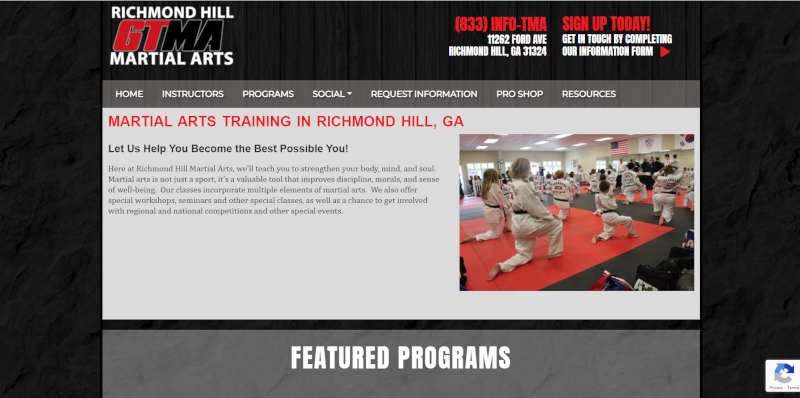 RICHMOND HILL
GTMA
MARTIAL ARTS
(833) INFO-TMA
11262 FORD AVE
RICHMOND HILL, GA 31324
SIGN UP TODAY!
GET IN TOUCH BY COMPLETING
OUR INFORMATION FORM
HOME INSTRUCTORS PROGRAMS SOCIAL REQUEST INFORMATION PRO SHOP RESOURCES
MARTIAL ARTS TRAINING IN RICHMOND HILL, GA
Let Us Help You Become the Best Possible You!
Here at Richmond Hill Martial Arts, we'll teach you to strengthen your body, mind, and soul.
Martial arts is not just a sport, it's a valuable tool that improves discipline, morals, and sense
of well-being. Our classes incorporate multiple elements of martial arts. We also offer
special workshops, seminars and other special classes, as well as a chance to get involved
with regional and national competitions and other special events.
FEATURED PROGRAMS
Privacy - Terms